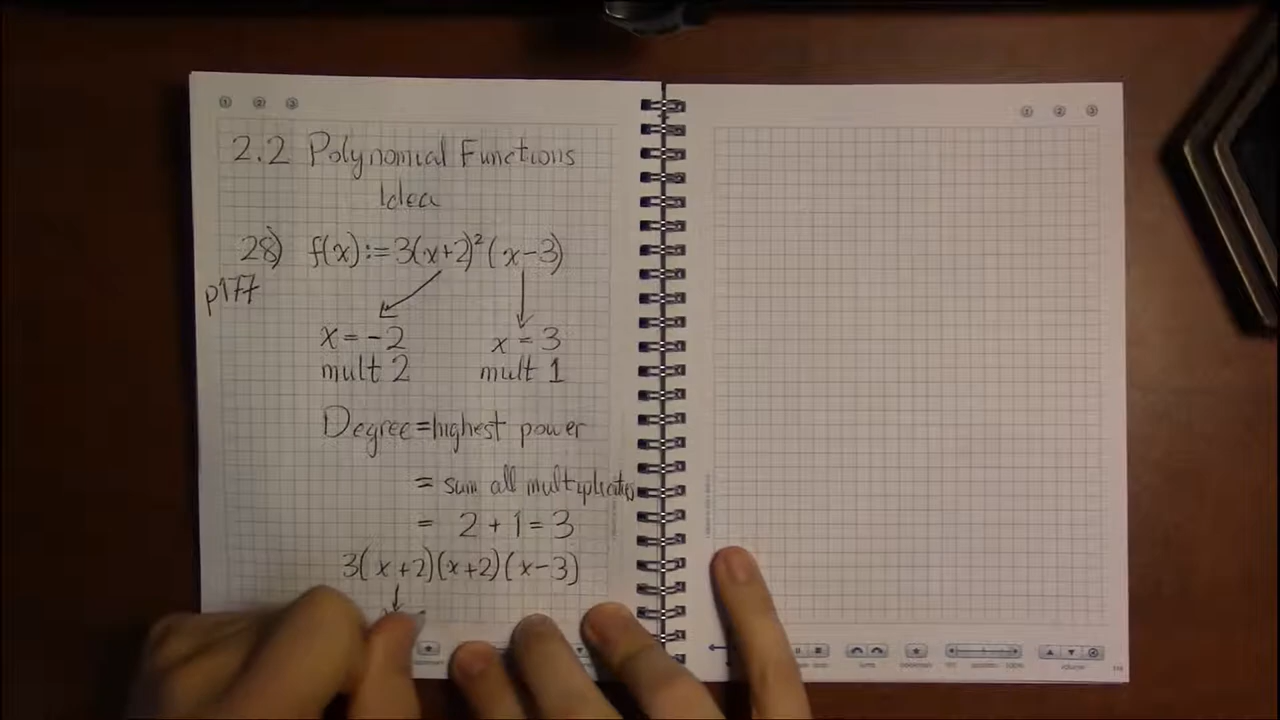 2.2 Polynomial Functions
Idea
28) f(x):=3(x+2)²(x-3)
p177
x=-2 x=3
mult 2 mult 1
Degree=highest power
= sum all multiplicities
= 2+1=3
3(x+2)(x+2)(x-3)